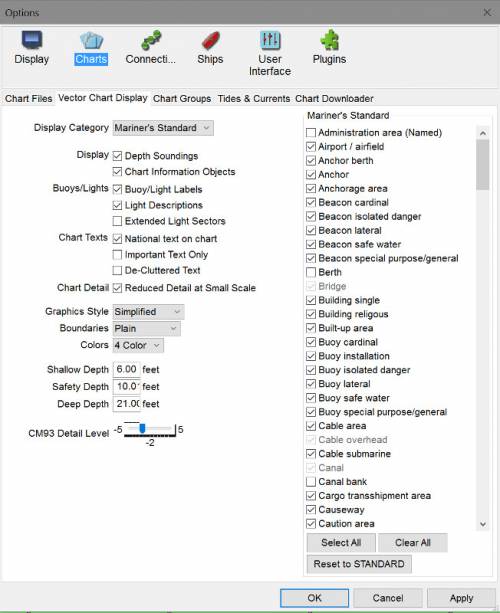 Options
Display Charts Connecti... Ships User Interface Plugins
Chart Files Vector Chart Display Chart Groups Tides & Currents Chart Downloader
Display Category Mariner's Standard
Display Depth Soundings
Chart Information Objects
Buoys/Lights Buoy/Light Labels
Light Descriptions
Extended Light Sectors
Chart Texts National text on chart
Important Text Only
De-Cluttered Text
Chart Detail Reduced Detail at Small Scale
Graphics Style Simplified
Boundaries Plain
Colors 4 Color
Shallow Depth 6.00 feet
Safety Depth 10.0 feet
Deep Depth 21.00 feet
CM93 Detail Level -5 5
-2
Mariner's Standard
Administration area (Named)
Airport / airfield
Anchor berth
Anchor
Anchorage area
Beacon cardinal
Beacon isolated danger
Beacon lateral
Beacon safe water
Beacon special purpose/general
Berth
Bridge
Building single
Building religous
Built-up area
Buoy cardinal
Buoy installation
Buoy isolated danger
Buoy lateral
Buoy safe water
Buoy special purpose/general
Cable area
Cable overhead
Cable submarine
Canal
Canal bank
Cargo transshipment area
Causeway
Caution area
Select All Clear All
Reset to STANDARD
OK Cancel Apply